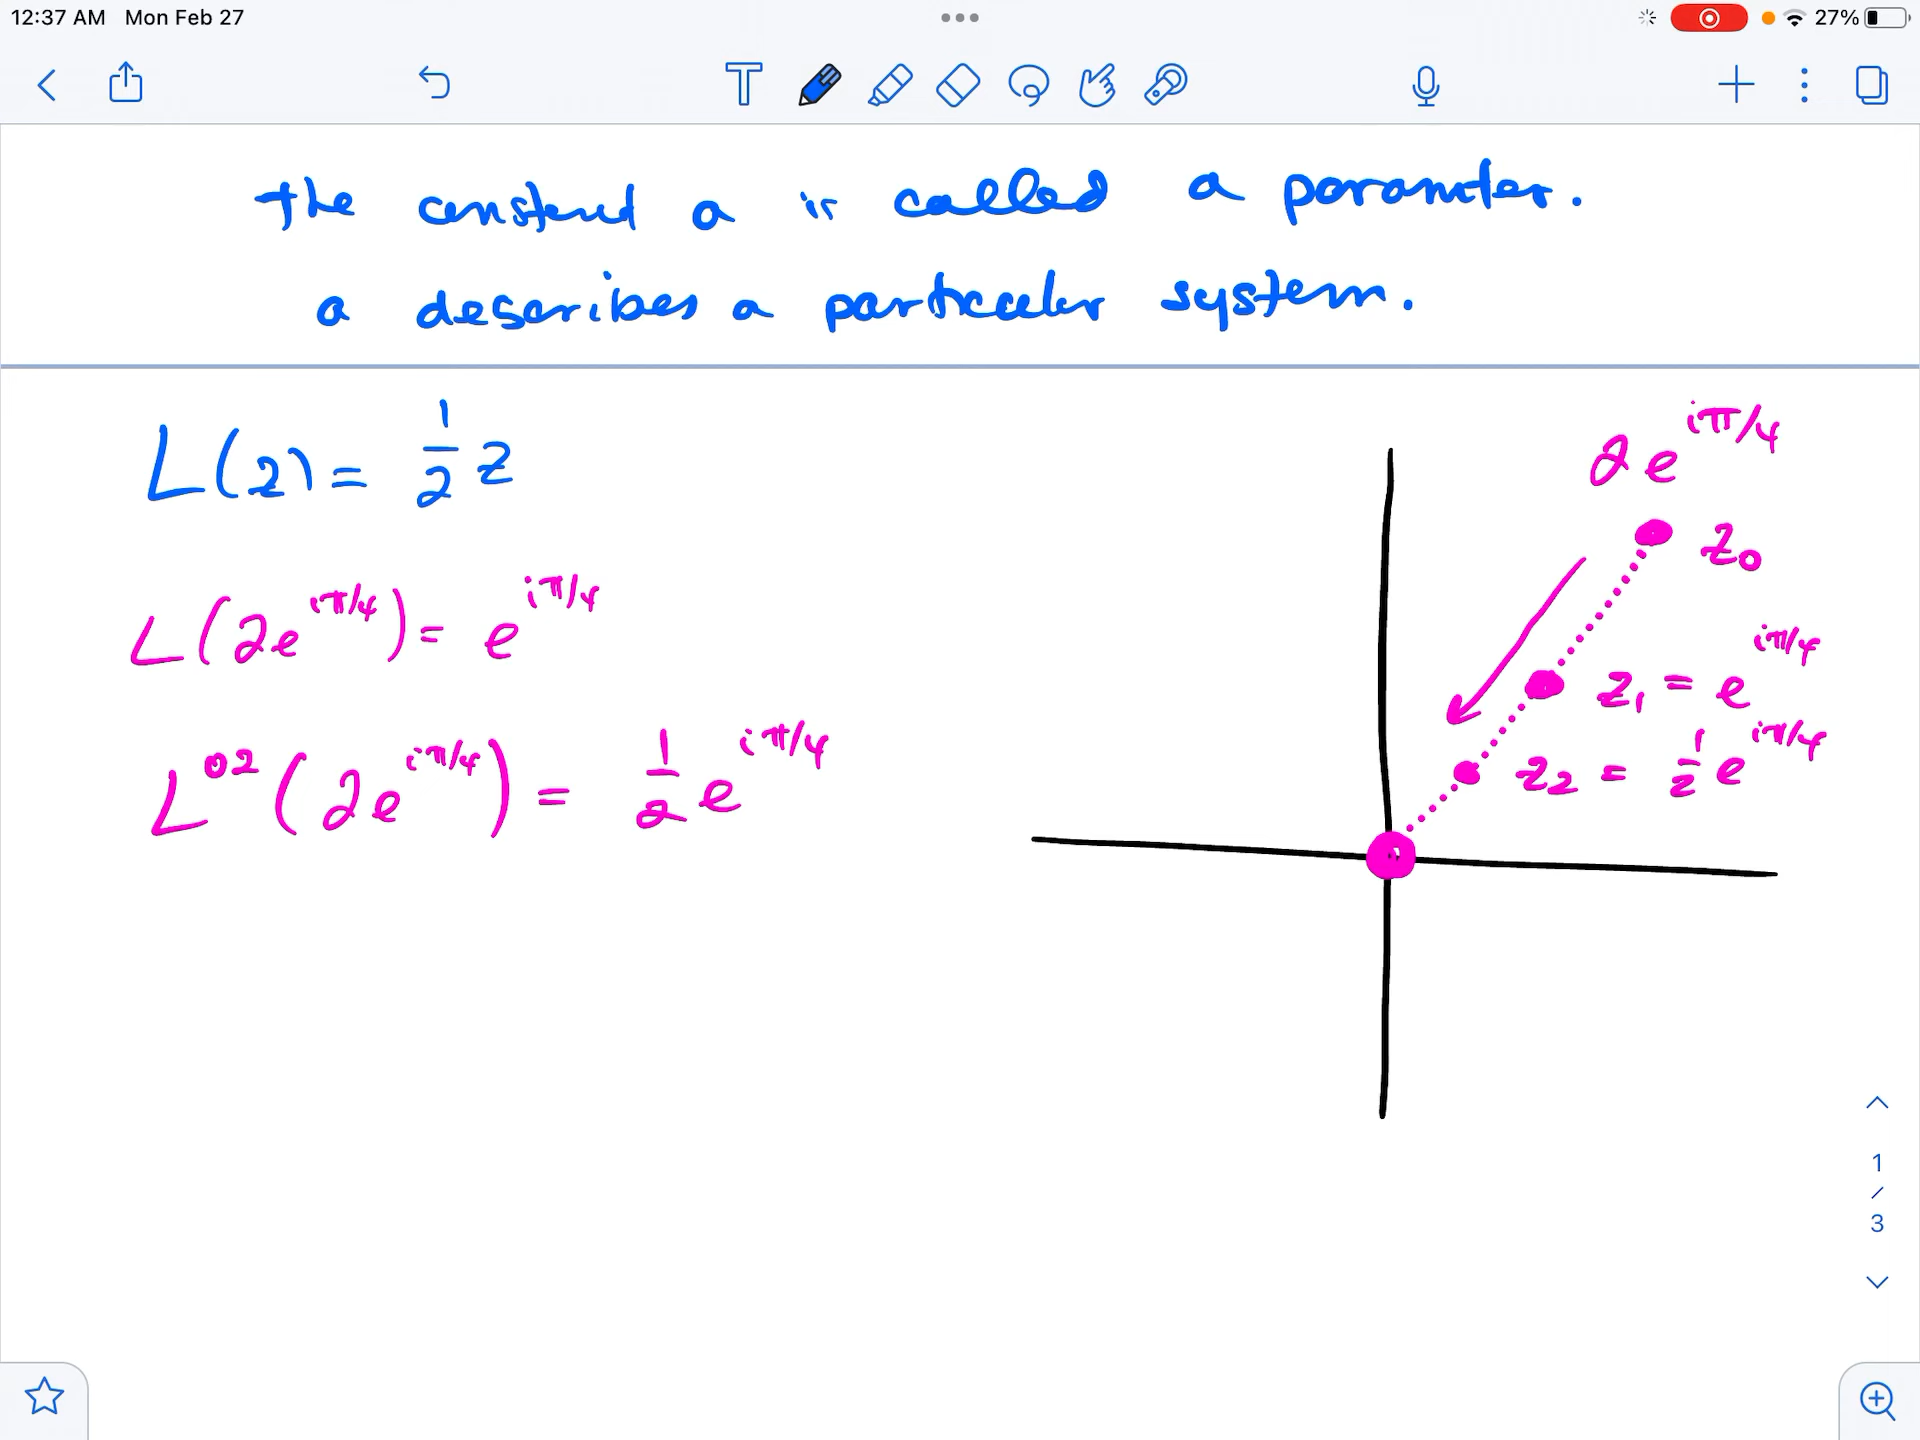 12:37 AM Mon Feb 27
27%
T
the constant a is called a parameter.
a describes a particular system.
L(z) = 1/2 z
L(2e^{iπ/4}) = e^{iπ/4}
L^{02}(2e^{iπ/4}) = 1/2 e^{iπ/4}
2e^{iπ/4}
z₀
z₁ = e^{iπ/4}
z₂ = 1/2 e^{iπ/4}
1
/
3